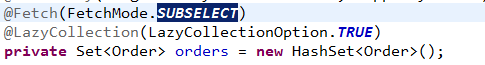 @Fetch(FetchMode.SUBSELECT)
@LazyCollection(LazyCollectionOption.TRUE)
private Set<Order> orders = new HashSet<Order>();